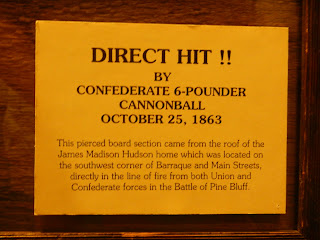 DIRECT HIT !!
BY
CONFEDERATE 6-POUNDER
CANNONBALL
OCTOBER 25, 1863
This pierced board section came from the roof of the
James Madison Hudson home which was located on
the southwest corner of Barraque and Main Streets,
directly in the line of fire from both Union and
Confederate forces in the Battle of Pine Bluff.